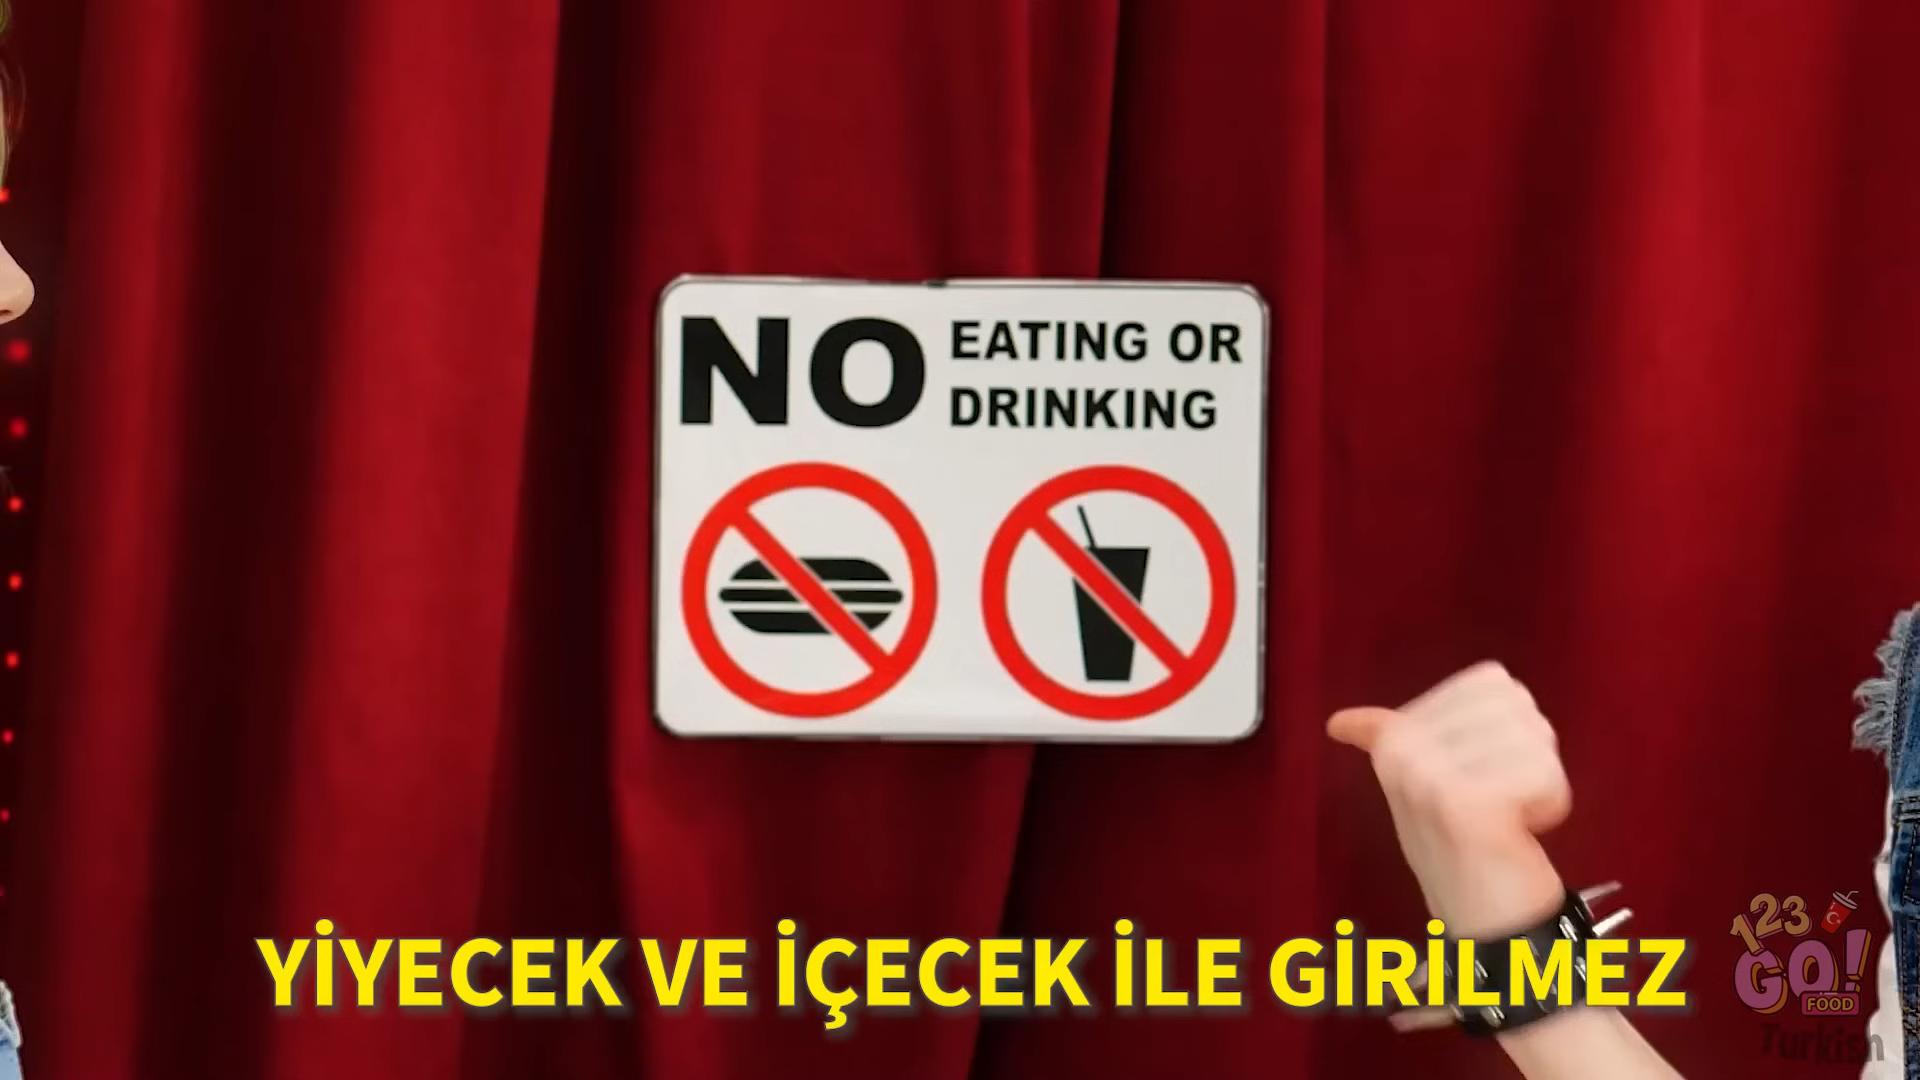 NO EATING OR
DRINKING
YİYECEK VE İÇECEK İLE GİRİLMEZ
123
GO!
FOOD
Turkish